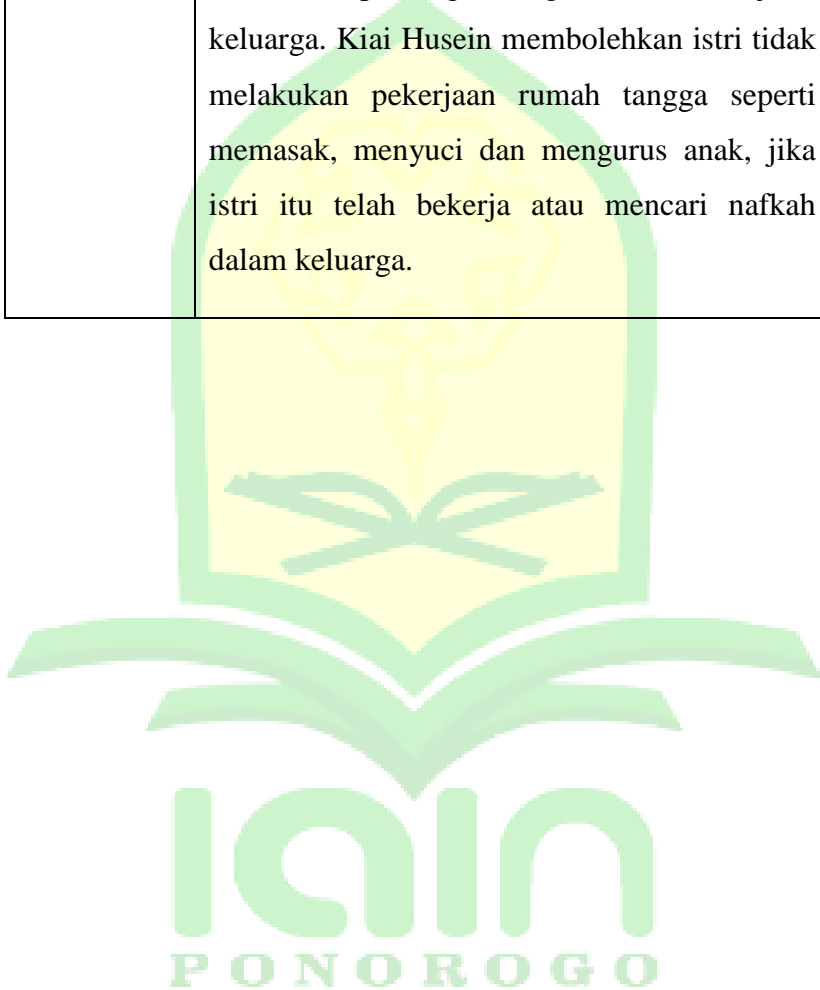 keluarga. Kiai Husein membolehkan istri tidak
melakukan pekerjaan rumah tangga seperti
memasak, menyuci dan mengurus anak, jika
istri itu telah bekerja atau mencari nafkah
dalam keluarga.
iain
PONOROGO